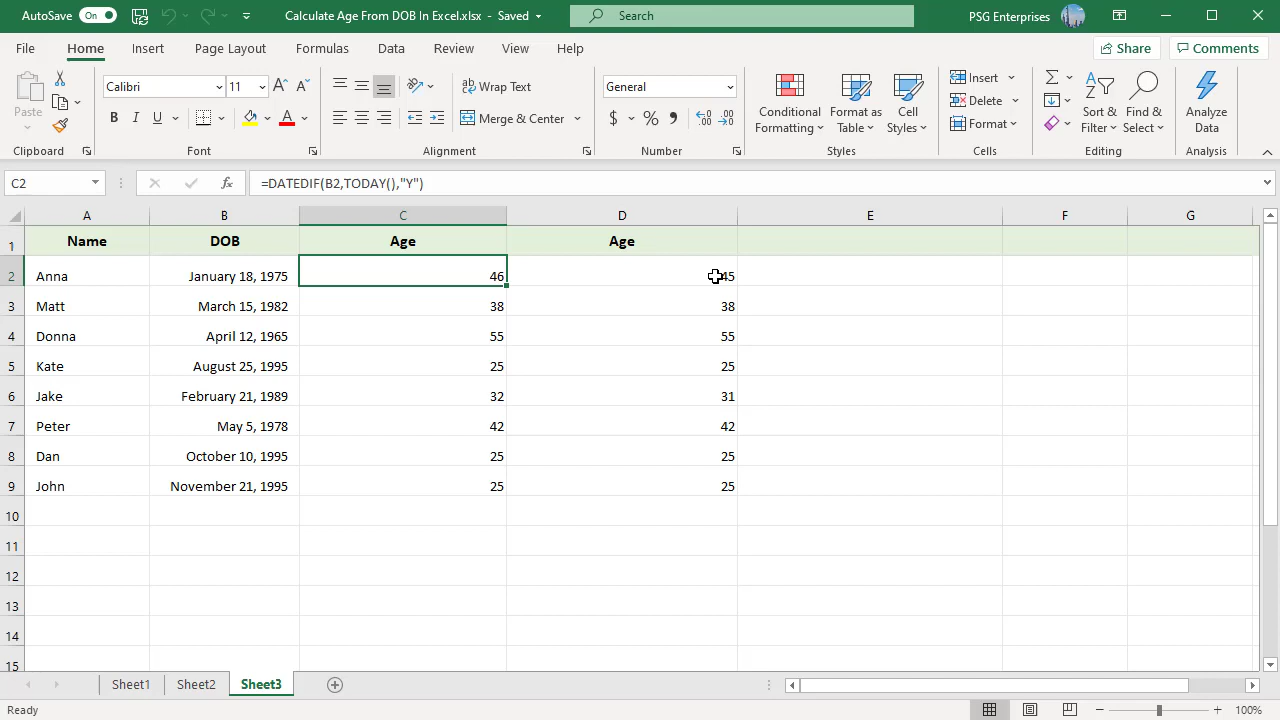 AutoSave On Calculate Age From DOB In Excel.xlsx - Saved Search PSG Enterprises
File Home Insert Page Layout Formulas Data Review View Help Share Comments
Paste
Clipboard
Calibri 11
B I U A
Font
ab Wrap Text
Merge & Center
Alignment
General
$ % 9
Number
Conditional Formatting
Format as Table
Cell Styles
Styles
Insert
Delete
Format
Cells
Sort & Filter
Find & Select
Editing
Analyze Data
Analysis
C2 fx =DATEDIF(B2,TODAY(),"Y")
A B C D E F G
1 Name DOB Age Age
2 Anna January 18, 1975 46 45
3 Matt March 15, 1982 38 38
4 Donna April 12, 1965 55 55
5 Kate August 25, 1995 25 25
6 Jake February 21, 1989 32 31
7 Peter May 5, 1978 42 42
8 Dan October 10, 1995 25 25
9 John November 21, 1995 25 25
10
11
12
13
14
15
Sheet1 Sheet2 Sheet3
Ready 100%